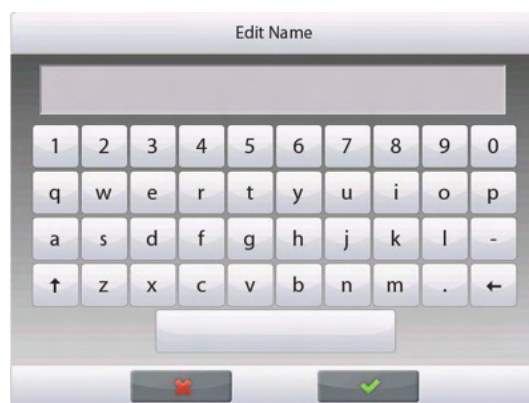 Edit Name
1 2 3 4 5 6 7 8 9 0
q w e r t y u i o p
a s d f g h j k l -
↑ z x c v b n m . ←